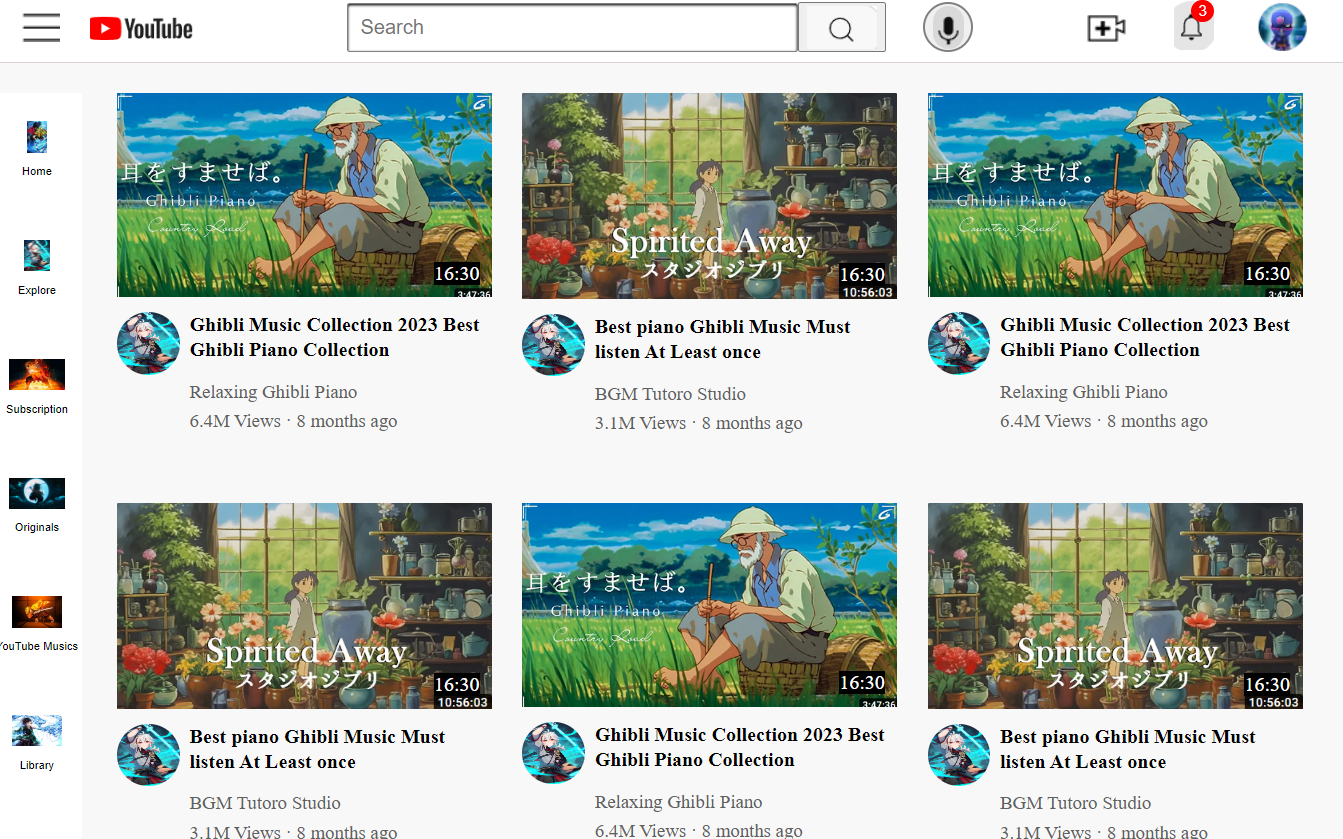 YouTube
Search
3
Home
Explore
Subscription
Originals
YouTube Musics
Library
耳をすませば。
Ghibli Piano
Country Road
16:30
3:47:36
Ghibli Music Collection 2023 Best
Ghibli Piano Collection
Relaxing Ghibli Piano
6.4M Views · 8 months ago
Spirited Away
スタジオジブリ
16:30
10:56:03
Best piano Ghibli Music Must
listen At Least once
BGM Tutoro Studio
3.1M Views · 8 months ago
耳をすませば。
Ghibli Piano
Country Road
16:30
3:47:36
Ghibli Music Collection 2023 Best
Ghibli Piano Collection
Relaxing Ghibli Piano
6.4M Views · 8 months ago
Spirited Away
スタジオジブリ
16:30
10:56:03
Best piano Ghibli Music Must
listen At Least once
BGM Tutoro Studio
3.1M Views · 8 months ago
耳をすませば。
Ghibli Piano
Country Road
16:30
3:47:36
Ghibli Music Collection 2023 Best
Ghibli Piano Collection
Relaxing Ghibli Piano
6.4M Views · 8 months ago
Spirited Away
スタジオジブリ
16:30
10:56:03
Best piano Ghibli Music Must
listen At Least once
BGM Tutoro Studio
3.1M Views · 8 months ago